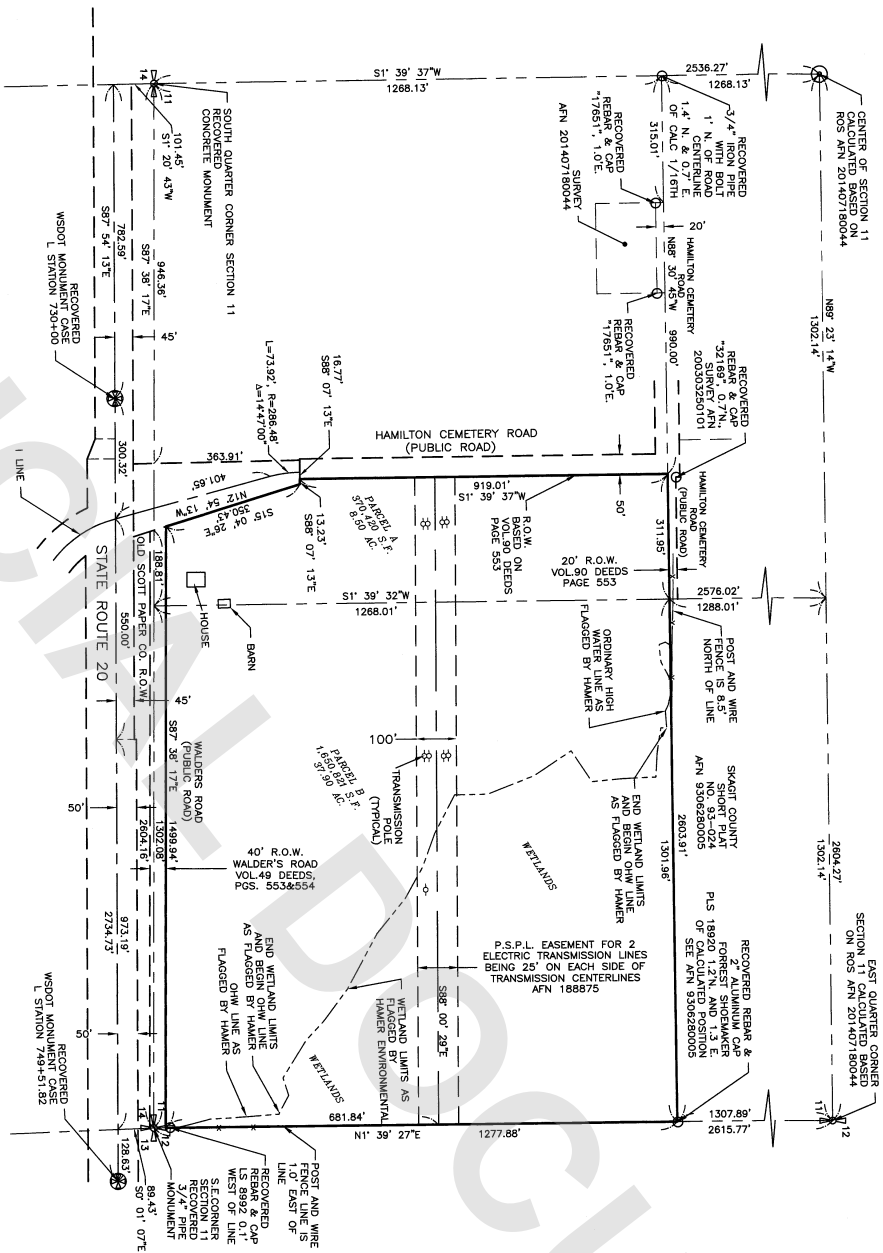 CENTER OF SECTION 11
CALCULATED BASED ON
ROS AFN 201407180044
N89° 23' 14"W
1302.14'
2604.27'
1302.14'
EAST QUARTER CORNER
SECTION 11 CALCULATED BASED
ON ROS AFN 201407180044
11
12
2536.27'
1268.13'
2576.02'
1288.01'
1307.89'
2615.77'
RECOVERED
3/4" IRON PIPE
WITH BOLT
1' N. OF ROAD
CENTERLINE
1.4' N. & 0.7' E.
OF CALC 1/16TH
315.01'
RECOVERED
REBAR & CAP
"17651", 1.0'E.
SURVEY
AFN 201407180044
20'
HAMILTON CEMETERY
ROAD
N88° 30' 45"W
990.00'
RECOVERED
REBAR & CAP
"17651", 1.0'E.
RECOVERED
REBAR & CAP
"32169", 0.7'N.,
SURVEY AFN
200303250101
HAMILTON CEMETERY
ROAD
(PUBLIC ROAD)
311.95'
20' R.O.W.
VOL.90 DEEDS
PAGE 553
POST AND WIRE
FENCE IS 8.5'
NORTH OF LINE
SKAGIT COUNTY
SHORT PLAT
NO. 93-024
AFN 9306280005
2603.91'
1301.96'
RECOVERED REBAR &
2" ALUMINUM CAP
FORREST SHOEMAKER
PLS 18920 1.2'N. AND 1.3 E.
OF CALCULATED POSITION
SEE AFN 9306280005
S1° 39' 37"W
1268.13'
HAMILTON CEMETERY ROAD
(PUBLIC ROAD)
50'
919.01'
S1° 39' 37"W
R.O.W.
BASED ON
VOL.90 DEEDS
PAGE 553
ORDINARY HIGH
WATER LINE AS
FLAGGED BY HAMER
END WETLAND LIMITS
AND BEGIN OHW LINE
AS FLAGGED BY HAMER
WETLANDS
P.S.P.L. EASEMENT FOR 2
ELECTRIC TRANSMISSION LINES
BEING 25' ON EACH SIDE OF
TRANSMISSION CENTERLINES
AFN 188875
S88° 00' 29"E
100'
TRANSMISSION
POLE
(TYPICAL)
PARCEL A
370,420 S.F.
8.50 AC.
PARCEL B
1,650,821 S.F.
37.90 AC.
S1° 39' 32"W
1268.01'
N1° 39' 27"E
1277.88'
681.84'
WETLAND LIMITS AS
FLAGGED BY
HAMER ENVIRONMENTAL
WETLANDS
END WETLAND LIMITS
AND BEGIN OHW LINE
AS FLAGGED BY HAMER
OHW LINE AS
FLAGGED BY HAMER
POST AND WIRE
FENCE LINE IS
1.0' EAST OF
LINE
16.77'
S88° 07' 13"E
L=73.92', R=286.48'
Δ=14°47'00"
13.23'
S88° 07' 13"E
363.91'
401.65'
N12° 54' 13"W
S15° 04' 26"E
350.43'
BARN
HOUSE
SOUTH QUARTER CORNER SECTION 11
RECOVERED
CONCRETE MONUMENT
14
11
101.45'
S1° 20' 43"W
946.36'
S87° 38' 17"E
45'
782.59'
S87° 54' 13"E
RECOVERED
WSDOT MONUMENT CASE
L STATION 730+00
300.32'
I LINE
188.81'
OLD SCOTT PAPER CO. R.O.W.
550.00'
STATE ROUTE 20
45'
S87° 38' 17"E
WALDERS ROAD
(PUBLIC ROAD)
50'
1499.94'
1302.08'
2604.16'
40' R.O.W.
WALDER'S ROAD
VOL.49 DEEDS,
PGS. 553&554
973.19'
2734.73'
50'
RECOVERED
WSDOT MONUMENT CASE
L STATION 749+51.82
128.63'
11
12
14
13
RECOVERED
REBAR & CAP
LS 8992 0.1'
WEST OF LINE
S.E.CORNER
SECTION 11
RECOVERED
3/4" PIPE
MONUMENT
89.43'
S0° 01' 07"E
CIAL DOCU